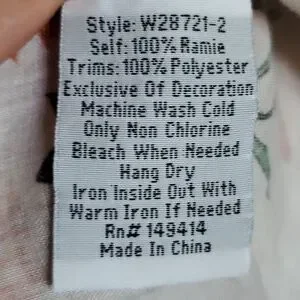 Style: W28721-2
Self: 100% Ramie
Trims: 100% Polyester
Exclusive Of Decoration
Machine Wash Cold
Only Non Chlorine
Bleach When Needed
Hang Dry
Iron Inside Out With
Warm Iron If Needed
Rn# 149414
Made In China